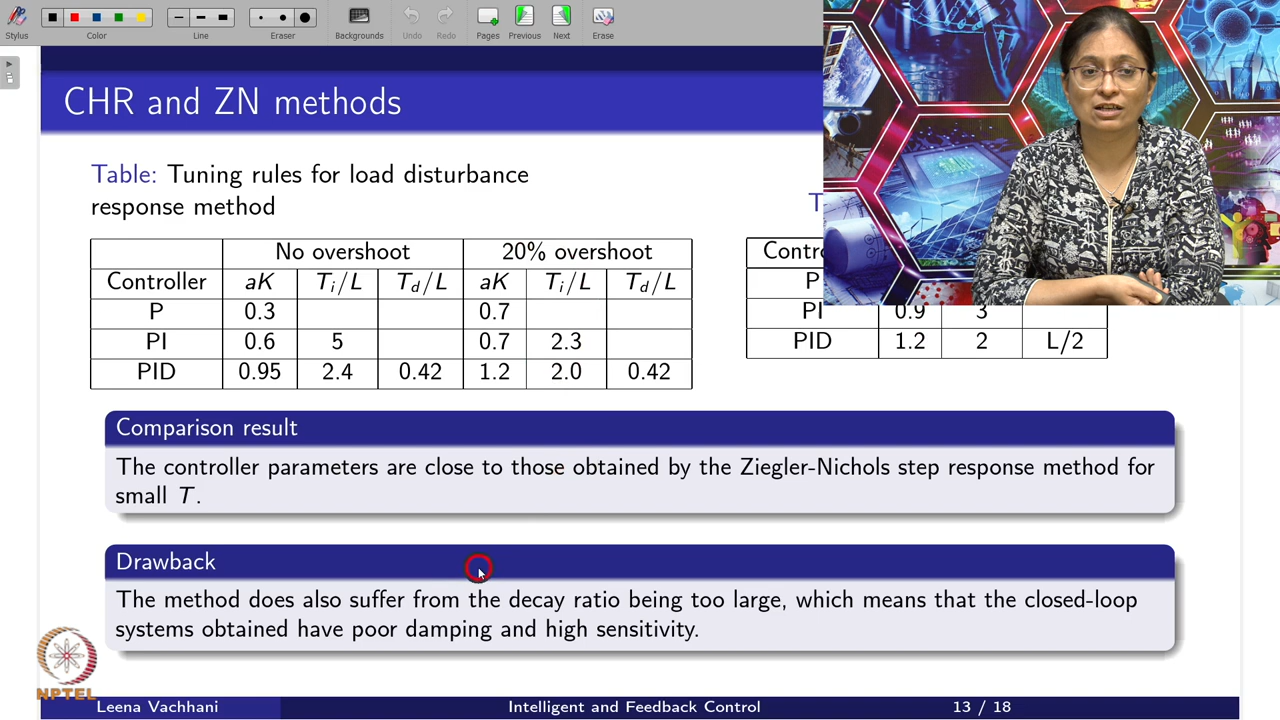 Stylus
Color
Line
Eraser
Backgrounds
Undo
Redo
Pages
Previous
Next
Erase
CHR and ZN methods
Table: Tuning rules for load disturbance
response method
No overshoot 20% overshoot
Controller aK Ti/L Td/L aK Ti/L Td/L
P 0.3 0.7
PI 0.6 5 0.7 2.3
PID 0.95 2.4 0.42 1.2 2.0 0.42
T
Contro
P
PI 0.9 3
PID 1.2 2 L/2
Comparison result
The controller parameters are close to those obtained by the Ziegler-Nichols step response method for
small T.
Drawback
The method does also suffer from the decay ratio being too large, which means that the closed-loop
systems obtained have poor damping and high sensitivity.
NPTEL
Leena Vachhani Intelligent and Feedback Control 13 / 18